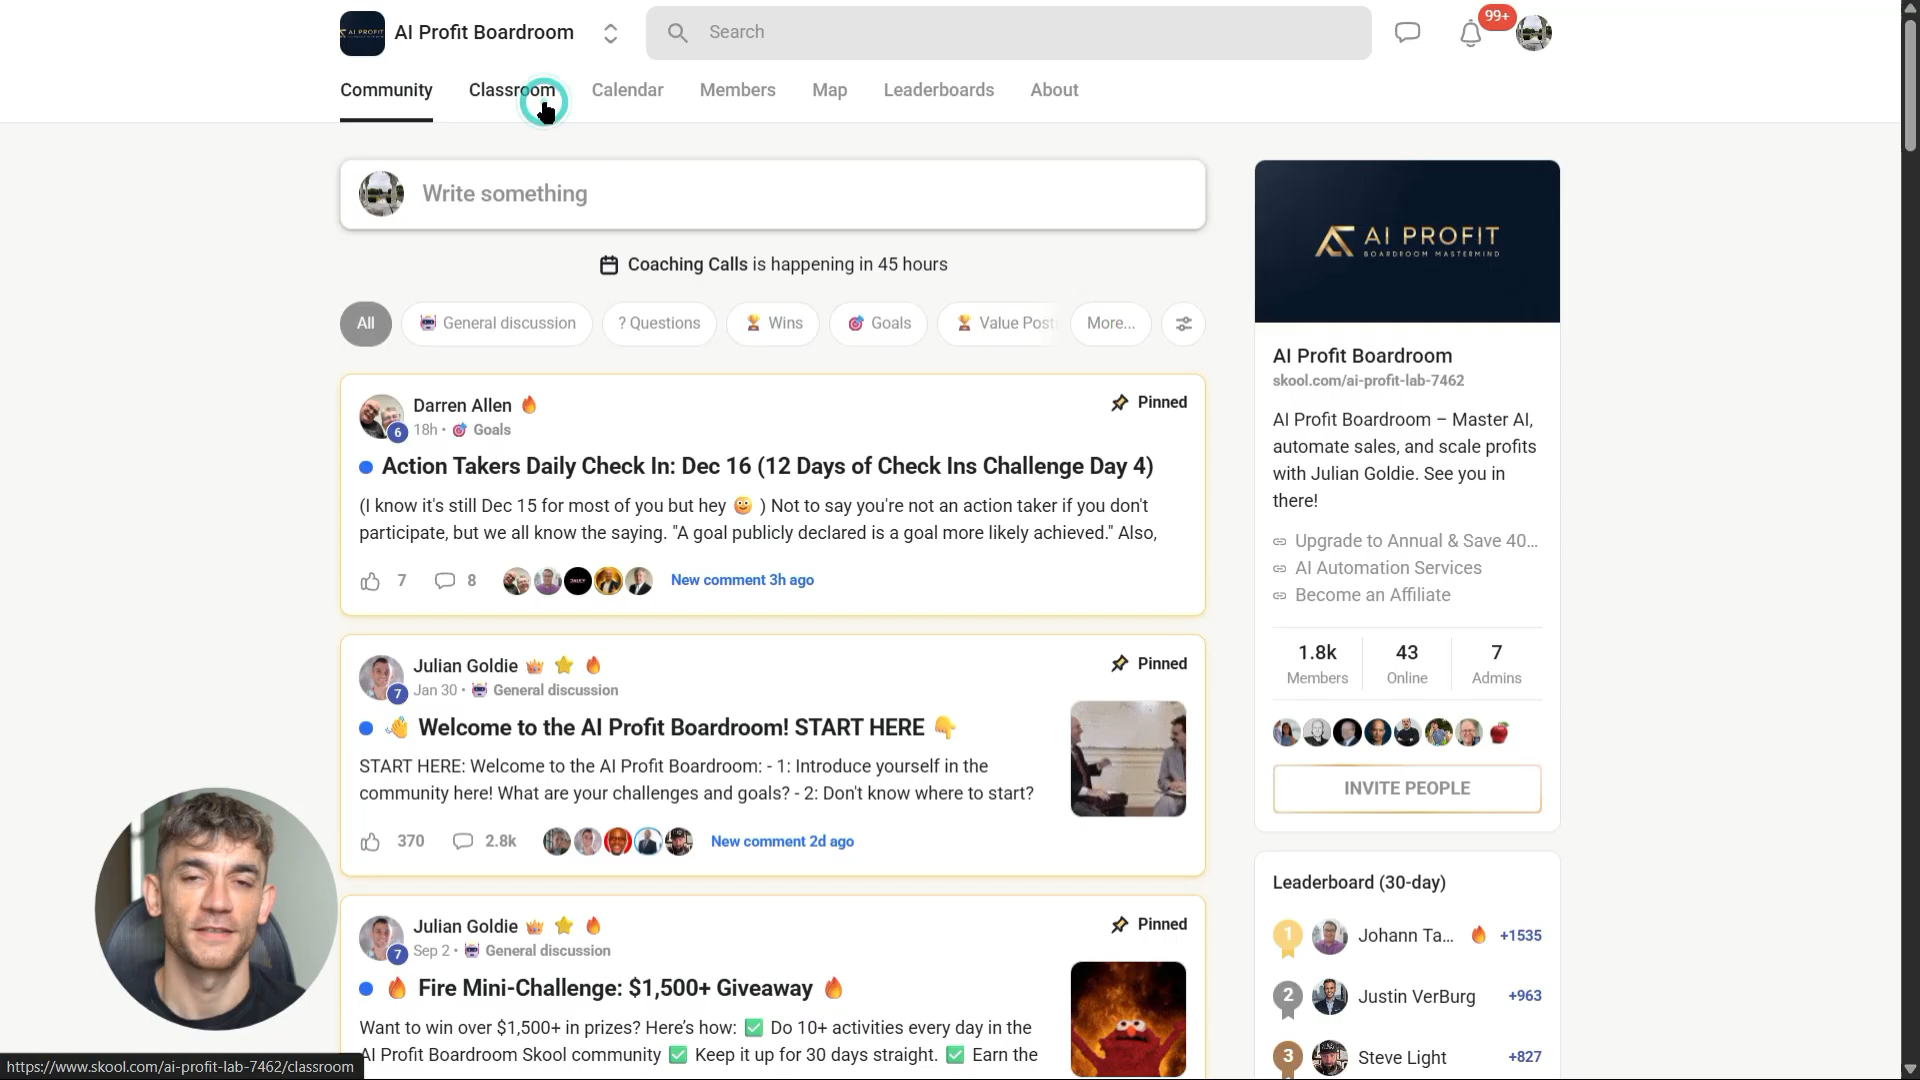 AI PROFIT
AI Profit Boardroom
Search
99+
Community
Classroom
Calendar
Members
Map
Leaderboards
About
Write something
Coaching Calls is happening in 45 hours
All
General discussion
? Questions
Wins
Goals
Value Post
More...
Darren Allen
Pinned
6
18h • Goals
Action Takers Daily Check In: Dec 16 (12 Days of Check Ins Challenge Day 4)
(I know it's still Dec 15 for most of you but hey ) Not to say you're not an action taker if you don't
participate, but we all know the saying. "A goal publicly declared is a goal more likely achieved." Also,
7
8
New comment 3h ago
Julian Goldie
Pinned
7
Jan 30 • General discussion
Welcome to the AI Profit Boardroom! START HERE
START HERE: Welcome to the AI Profit Boardroom: - 1: Introduce yourself in the
community here! What are your challenges and goals? - 2: Don't know where to start?
370
2.8k
New comment 2d ago
Julian Goldie
Pinned
7
Sep 2 • General discussion
Fire Mini-Challenge: $1,500+ Giveaway
Want to win over $1,500+ in prizes? Here's how: ✅ Do 10+ activities every day in the
AI Profit Boardroom Skool community ✅ Keep it up for 30 days straight. ✅ Earn the
AI PROFIT
BOARDROOM MASTERMIND
AI Profit Boardroom
skool.com/ai-profit-lab-7462
AI Profit Boardroom – Master AI,
automate sales, and scale profits
with Julian Goldie. See you in
there!
Upgrade to Annual & Save 40...
AI Automation Services
Become an Affiliate
1.8k
Members
43
Online
7
Admins
INVITE PEOPLE
Leaderboard (30-day)
1
Johann Ta...
+1535
2
Justin VerBurg
+963
3
Steve Light
+827
https://www.skool.com/ai-profit-lab-7462/classroom